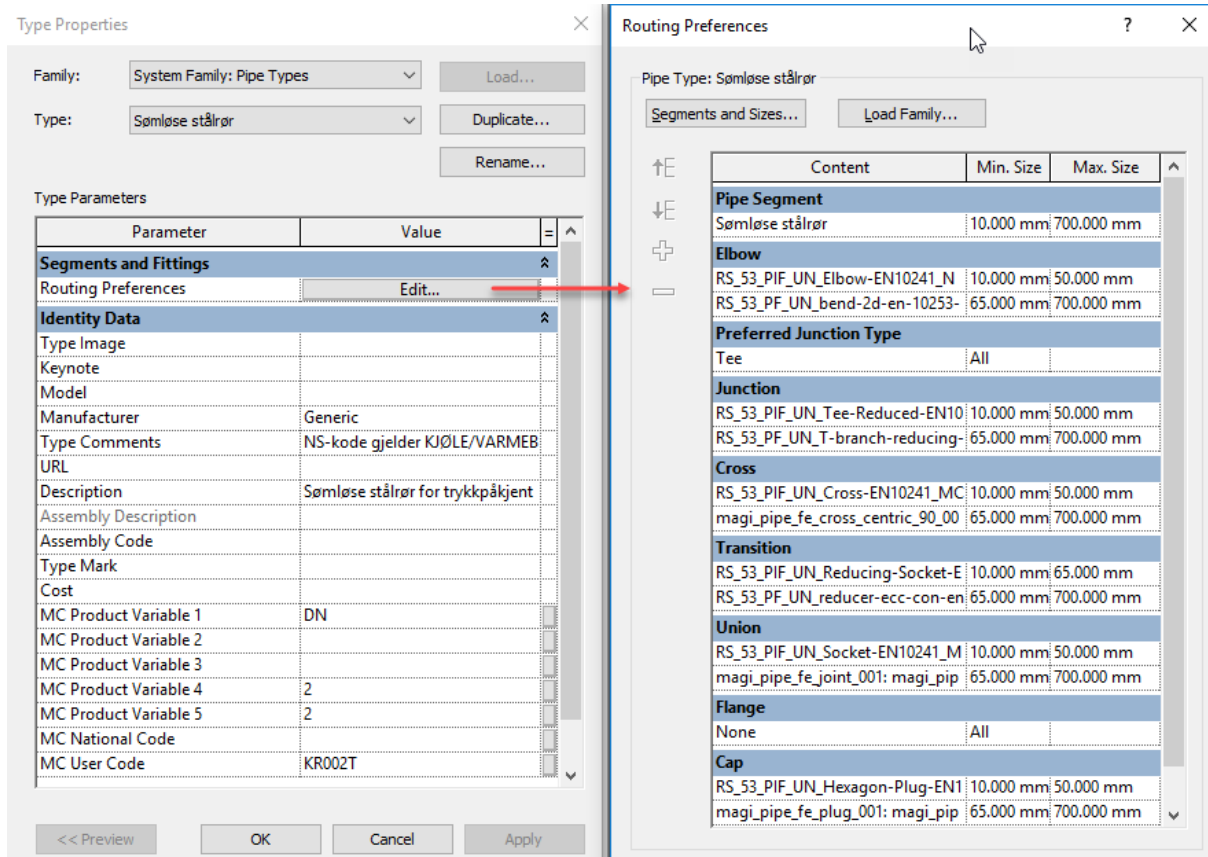 Type Properties
Family: System Family: Pipe Types Load...
Type: Sømløse stålrør Duplicate...
Rename...
Type Parameters
Parameter Value =
Segments and Fittings
Routing Preferences Edit...
Identity Data
Type Image
Keynote
Model
Manufacturer Generic
Type Comments NS-kode gjelder KJØLE/VARMEB
URL
Description Sømløse stålrør for trykkpåkjent
Assembly Description
Assembly Code
Type Mark
Cost
MC Product Variable 1 DN
MC Product Variable 2
MC Product Variable 3
MC Product Variable 4 2
MC Product Variable 5 2
MC National Code
MC User Code KR002T
<< Preview OK Cancel Apply
Routing Preferences ?
Pipe Type: Sømløse stålrør
Segments and Sizes... Load Family...
Content Min. Size Max. Size
Pipe Segment
Sømløse stålrør 10.000 mm 700.000 mm
Elbow
RS_53_PIF_UN_Elbow-EN10241_N 10.000 mm 50.000 mm
RS_53_PF_UN_bend-2d-en-10253- 65.000 mm 700.000 mm
Preferred Junction Type
Tee All
Junction
RS_53_PIF_UN_Tee-Reduced-EN10 10.000 mm 50.000 mm
RS_53_PF_UN_T-branch-reducing- 65.000 mm 700.000 mm
Cross
RS_53_PIF_UN_Cross-EN10241_MC 10.000 mm 50.000 mm
magi_pipe_fe_cross_centric_90_00 65.000 mm 700.000 mm
Transition
RS_53_PIF_UN_Reducing-Socket-E 10.000 mm 65.000 mm
RS_53_PF_UN_reducer-ecc-con-en 65.000 mm 700.000 mm
Union
RS_53_PIF_UN_Socket-EN10241_M 10.000 mm 50.000 mm
magi_pipe_fe_joint_001: magi_pip 65.000 mm 700.000 mm
Flange
None All
Cap
RS_53_PIF_UN_Hexagon-Plug-EN1 10.000 mm 50.000 mm
magi_pipe_fe_plug_001: magi_pip 65.000 mm 700.000 mm